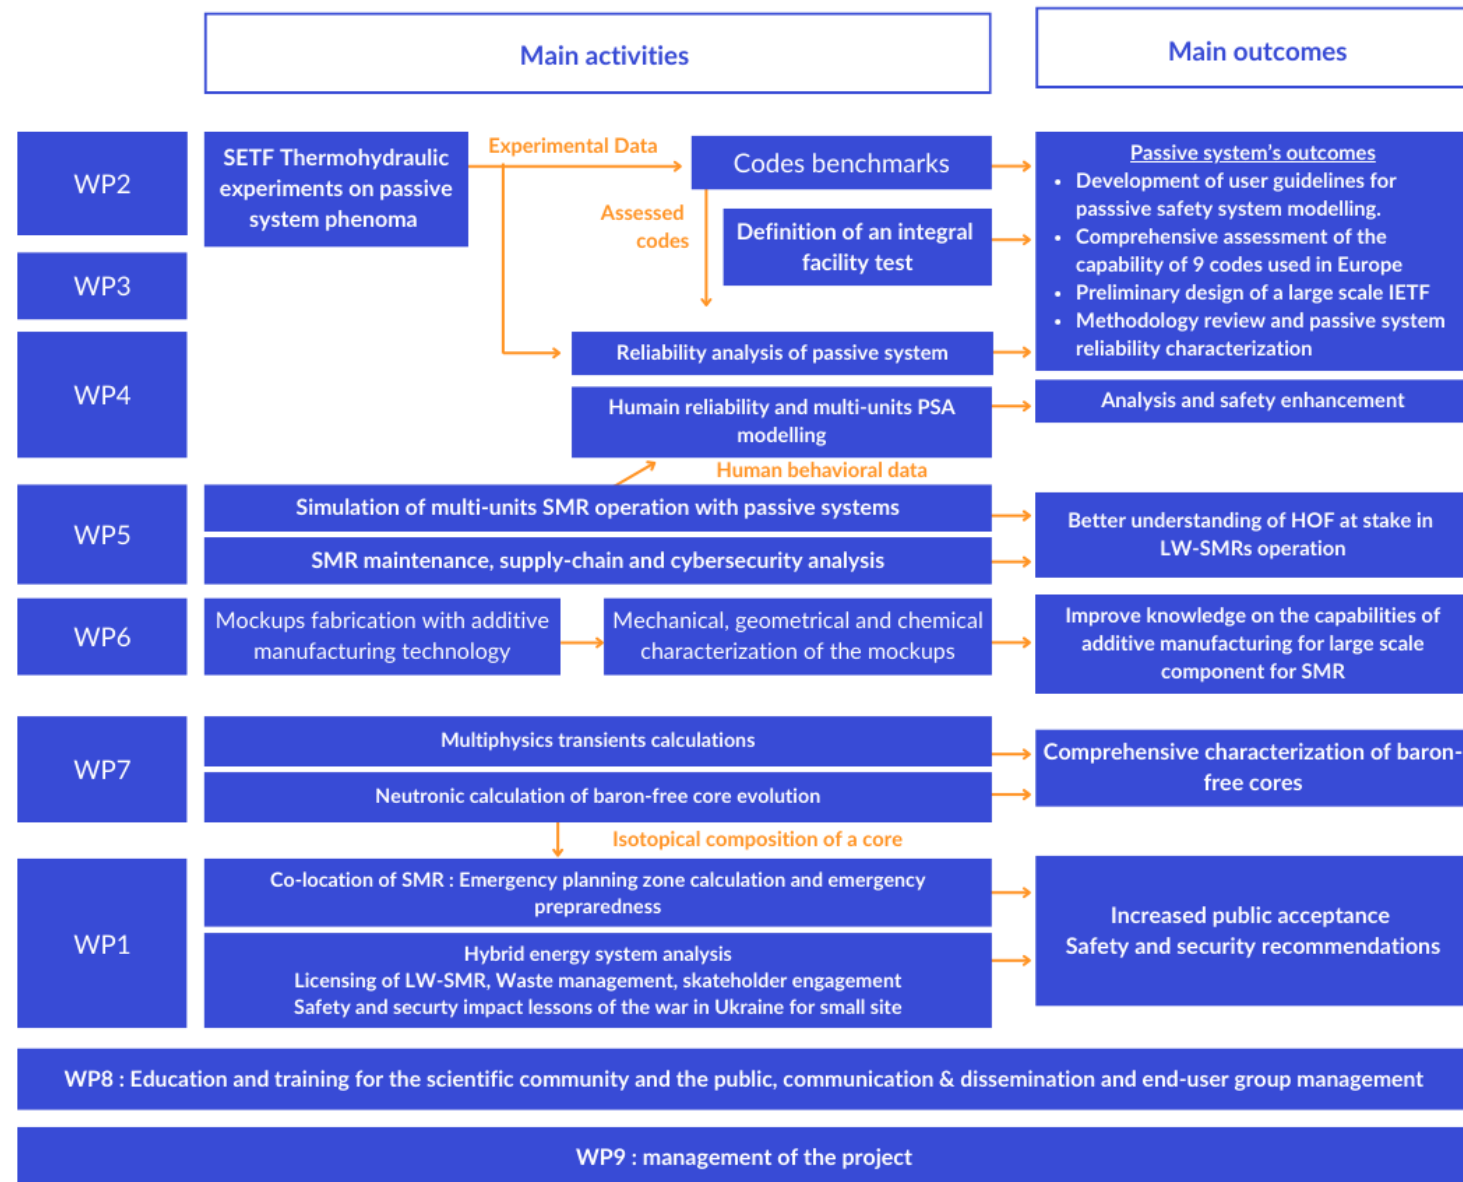 Main activities
Main outcomes
WP2
SETF Thermohydraulic
experiments on passive
system phenoma
Experimental Data
Codes benchmarks
Assessed
codes
Definition of an integral
facility test
Passive system's outcomes
• Development of user guidelines for
passsive safety system modelling.
• Comprehensive assessment of the
capability of 9 codes used in Europe
• Preliminary design of a large scale IETF
• Methodology review and passive system
reliability characterization
WP3
WP4
Reliability analysis of passive system
Humain reliability and multi-units PSA
modelling
Analysis and safety enhancement
Human behavioral data
WP5
Simulation of multi-units SMR operation with passive systems
SMR maintenance, supply-chain and cybersecurity analysis
Better understanding of HOF at stake in
LW-SMRs operation
WP6
Mockups fabrication with additive
manufacturing technology
Mechanical, geometrical and chemical
characterization of the mockups
Improve knowledge on the capabilities of
additive manufacturing for large scale
component for SMR
WP7
Multiphysics transients calculations
Neutronic calculation of baron-free core evolution
Comprehensive characterization of baron-
free cores
Isotopical composition of a core
WP1
Co-location of SMR : Emergency planning zone calculation and emergency
prepraredness
Hybrid energy system analysis
Licensing of LW-SMR, Waste management, skateholder engagement
Safety and securty impact lessons of the war in Ukraine for small site
Increased public acceptance
Safety and security recommendations
WP8 : Education and training for the scientific community and the public, communication & dissemination and end-user group management
WP9 : management of the project